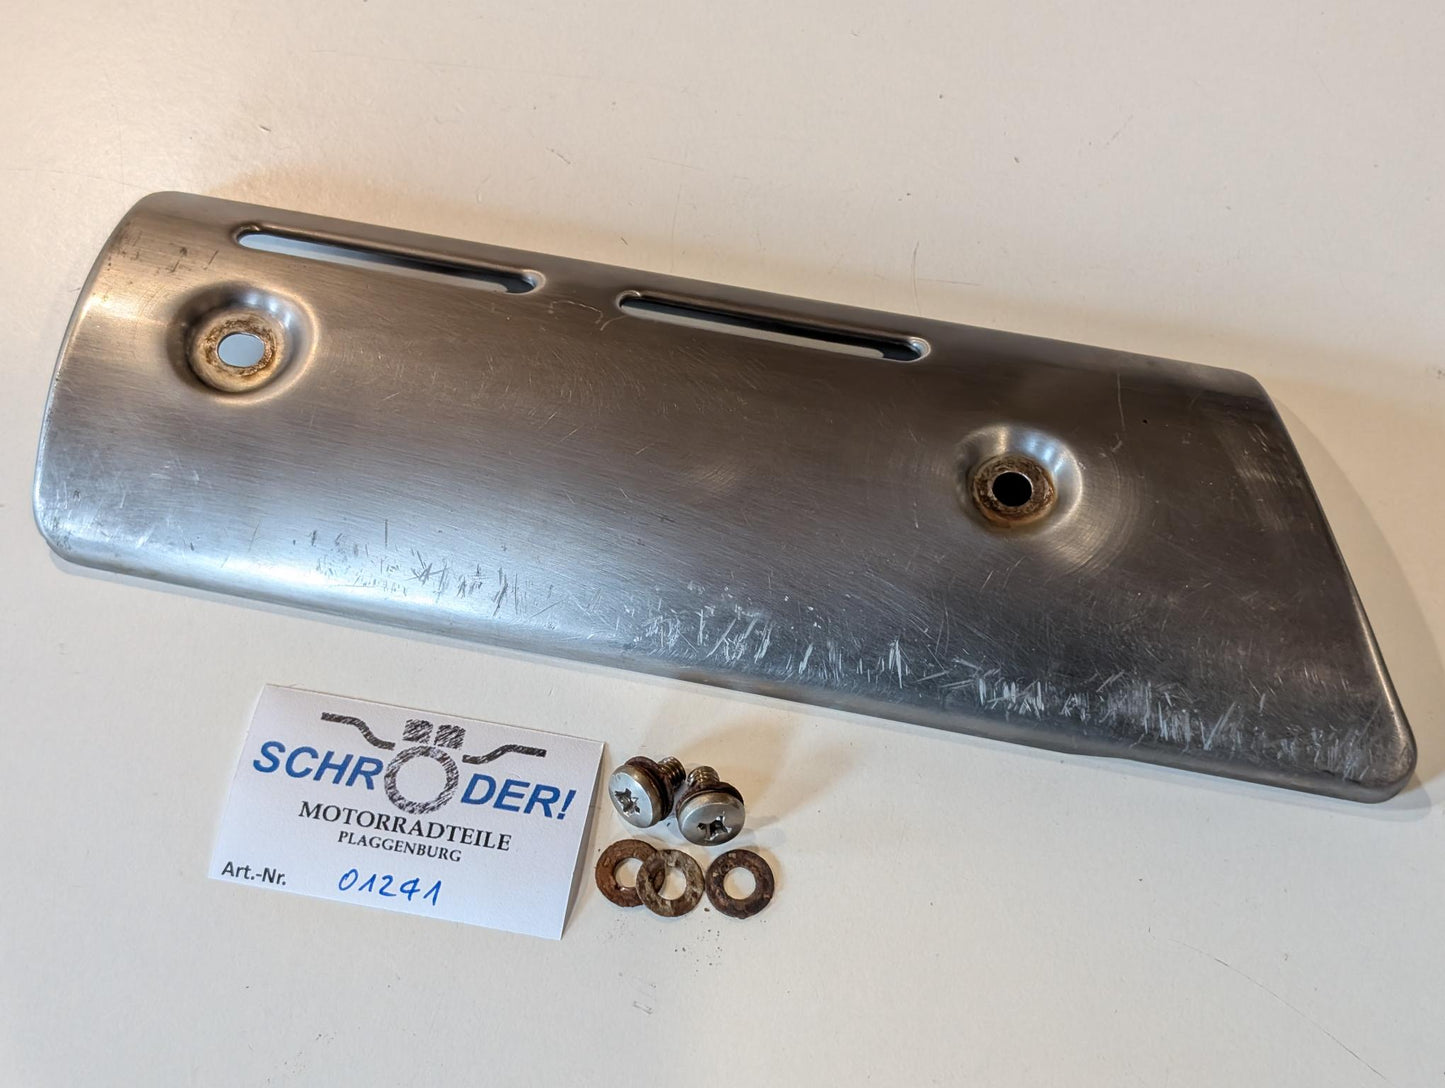 SCHRÖDER!
MOTORRADTEILE
PLAGGENBURG
Art.-Nr. 01241